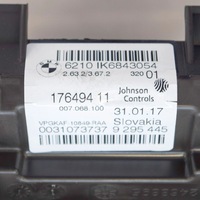 6210 IK6843054
2.63.2/3.67.2 320 01
176494 11
Johnson
Controls
007.068.100
31.01.17
VPGKAF-10849-RAA Slovakia
0031073737 9 295 445